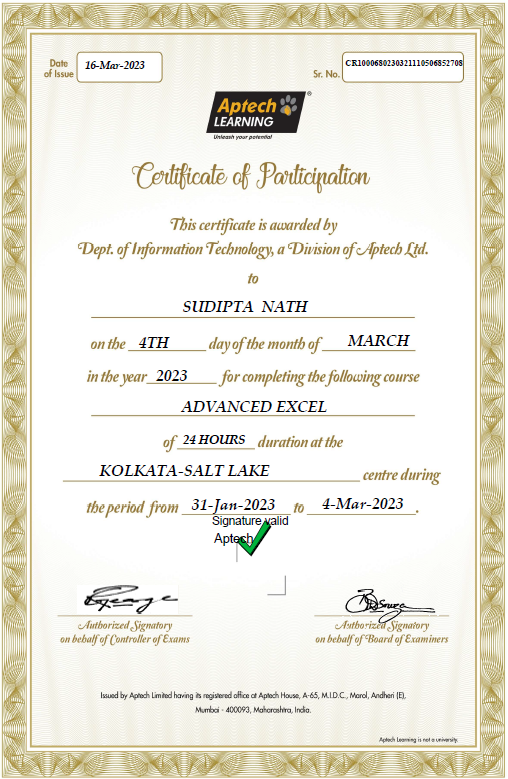 Date of Issue
16-Mar-2023
Sr. No.
CR1000680230321110506852708
Aptech
LEARNING
®
Unleash your potential
Certificate of Participation
This certificate is awarded by
Dept. of Information Technology, a Division of Aptech Ltd.
to
SUDIPTA NATH
on the 4TH day of the month of MARCH
in the year 2023 for completing the following course
ADVANCED EXCEL
of 24 HOURS duration at the
KOLKATA-SALT LAKE centre during
the period from 31-Jan-2023 to 4-Mar-2023.
Signature valid
Aptech
Authorized Signatory
on behalf of Controller of Exams
Authorized Signatory
on behalf of Board of Examiners
Issued by Aptech Limited having its registered office at Aptech House, A-65, M.I.D.C., Marol, Andheri (E),
Mumbai - 400093, Maharashtra, India.
Aptech Learning is not a university.